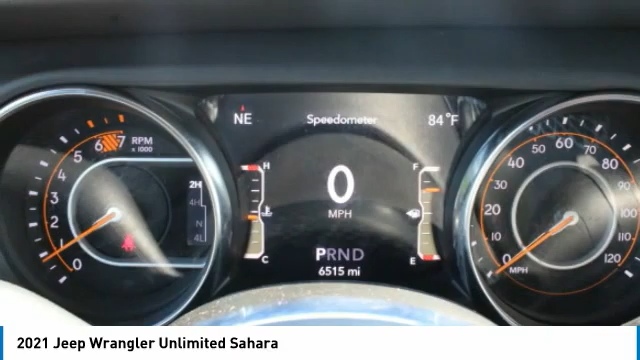 NE Speedometer 84°F
0
MPH
PRND
6515 mi
H
C
F
E
RPM
x 1000
0
1
2
3
4
5
6
7
2H
4H
N
4L
0
10
20
30
40
50
60
70
80
90
100
110
120
MPH
2021 Jeep Wrangler Unlimited Sahara